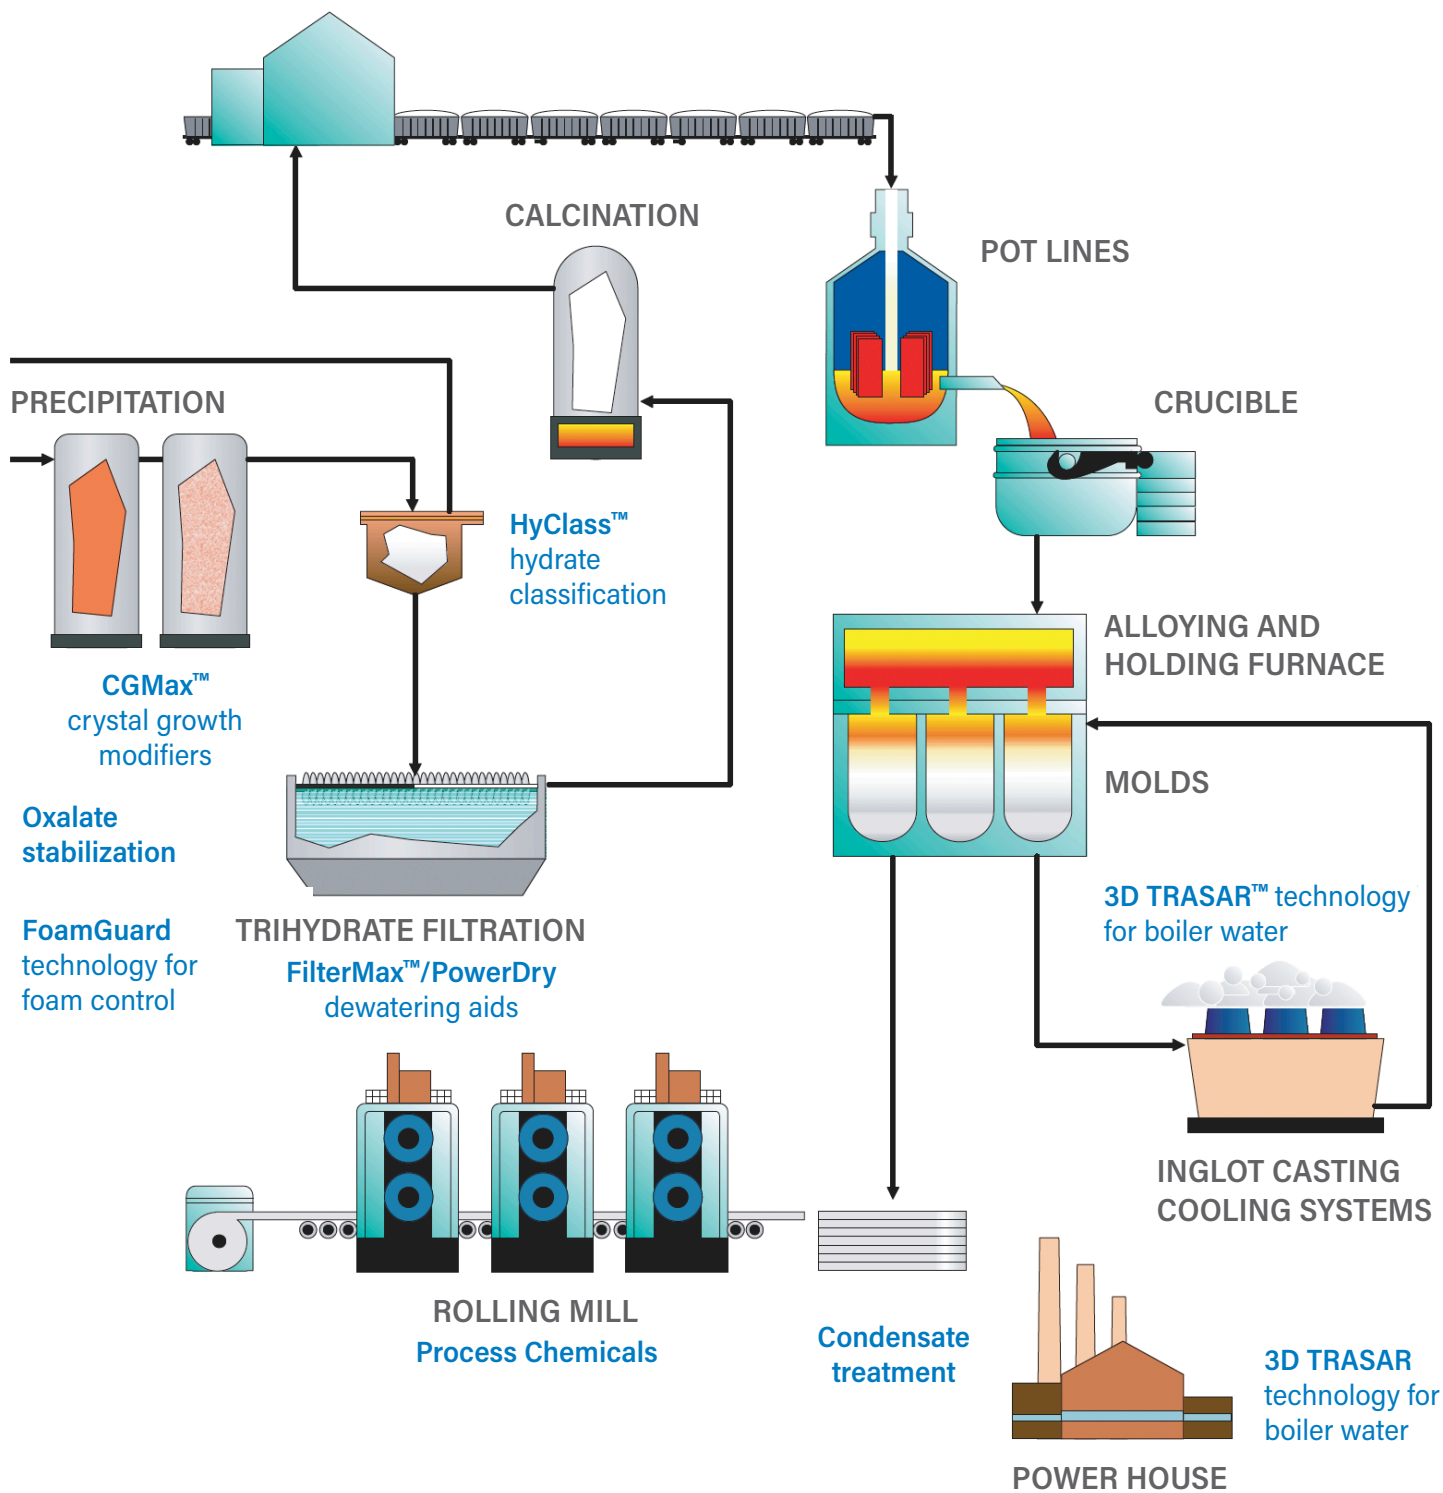 CALCINATION
POT LINES
PRECIPITATION
CRUCIBLE
HyClass™
hydrate
classification
ALLOYING AND
HOLDING FURNACE
CGMax™
crystal growth
modifiers
MOLDS
Oxalate
stabilization
3D TRASAR™ technology
for boiler water
FoamGuard
technology for
foam control
TRIHYDRATE FILTRATION
FilterMax™/PowerDry
dewatering aids
INGLOT CASTING
COOLING SYSTEMS
ROLLING MILL
Process Chemicals
Condensate
treatment
3D TRASAR
technology for
boiler water
POWER HOUSE